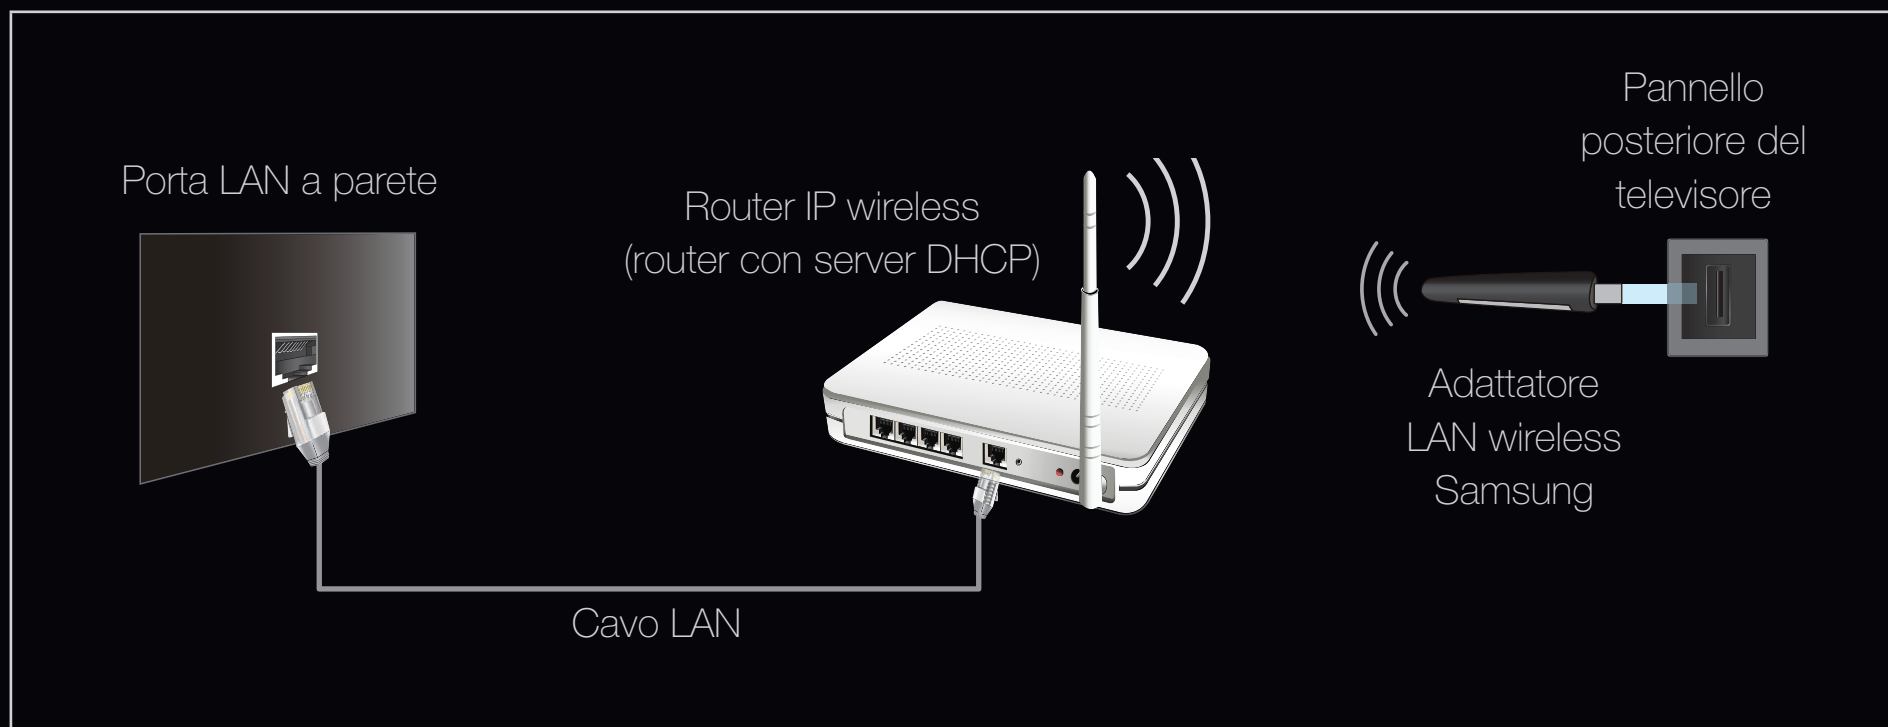 Porta LAN a parete
Router IP wireless
(router con server DHCP)
Pannello
posteriore del
televisore
Adattatore
LAN wireless
Samsung
Cavo LAN